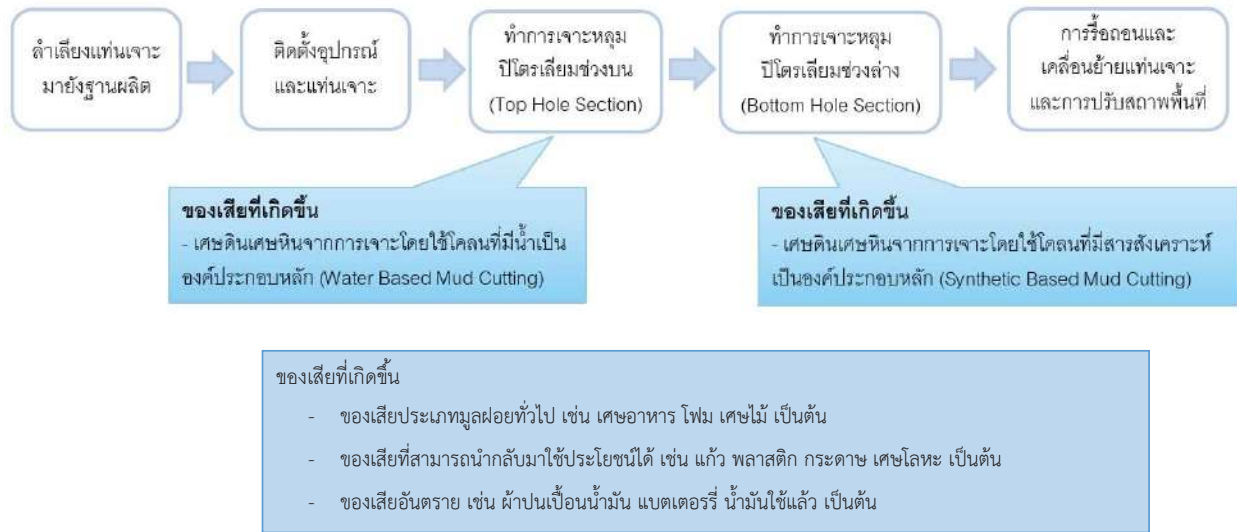 ลำเลียงแท่นเจาะ
มายังฐานผลิต
ติดตั้งอุปกรณ์
และแท่นเจาะ
ทำการเจาะหลุม
ปิโตรเลียมช่วงบน
(Top Hole Section)
ทำการเจาะหลุม
ปิโตรเลียมช่วงล่าง
(Bottom Hole Section)
การรื้อถอนและ
เคลื่อนย้ายแท่นเจาะ
และการปรับสภาพพื้นที่
ของเสียที่เกิดขึ้น
- เศษดินเศษหินจากการเจาะโดยใช้โคลนที่มีน้ำเป็น
องค์ประกอบหลัก (Water Based Mud Cutting)
ของเสียที่เกิดขึ้น
- เศษดินเศษหินจากการเจาะโดยใช้โคลนที่มีสารสังเคราะห์
เป็นองค์ประกอบหลัก (Synthetic Based Mud Cutting)
ของเสียที่เกิดขึ้น
- ของเสียประเภทมูลฝอยทั่วไป เช่น เศษอาหาร โฟม เศษไม้ เป็นต้น
- ของเสียที่สามารถนำกลับมาใช้ประโยชน์ได้ เช่น แก้ว พลาสติก กระดาษ เศษโลหะ เป็นต้น
- ของเสียอันตราย เช่น ผ้าปนเปื้อนน้ำมัน แบตเตอรรี่ น้ำมันใช้แล้ว เป็นต้น